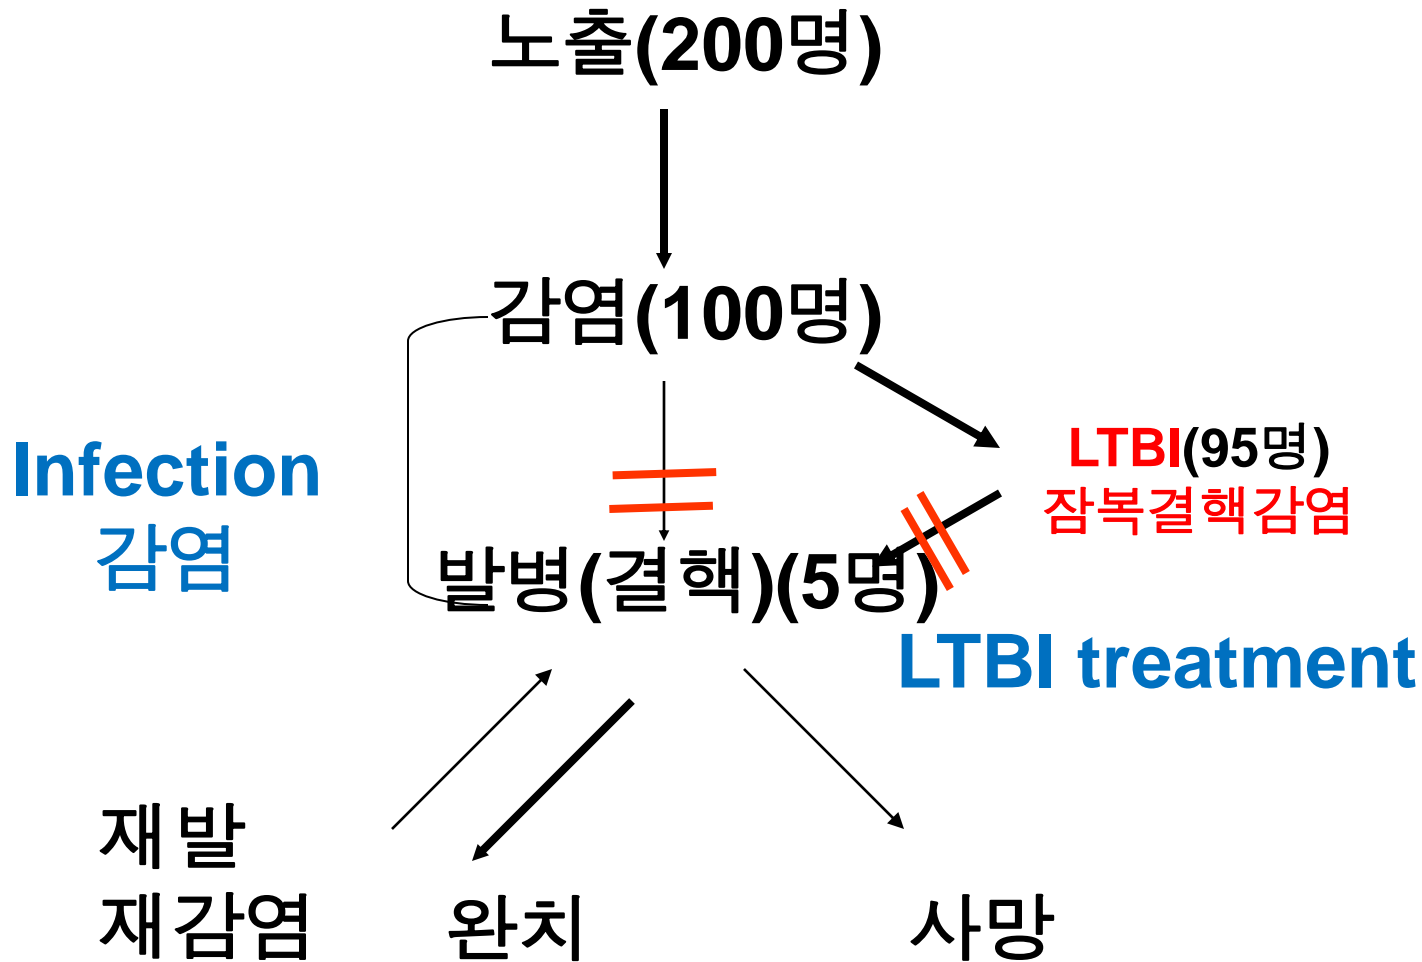 노출(200명)
감염(100명)
Infection
감염
LTBI(95명)
잠복결핵감염
발병(결핵)(5명)
LTBI treatment
재발
재감염
완치
사망